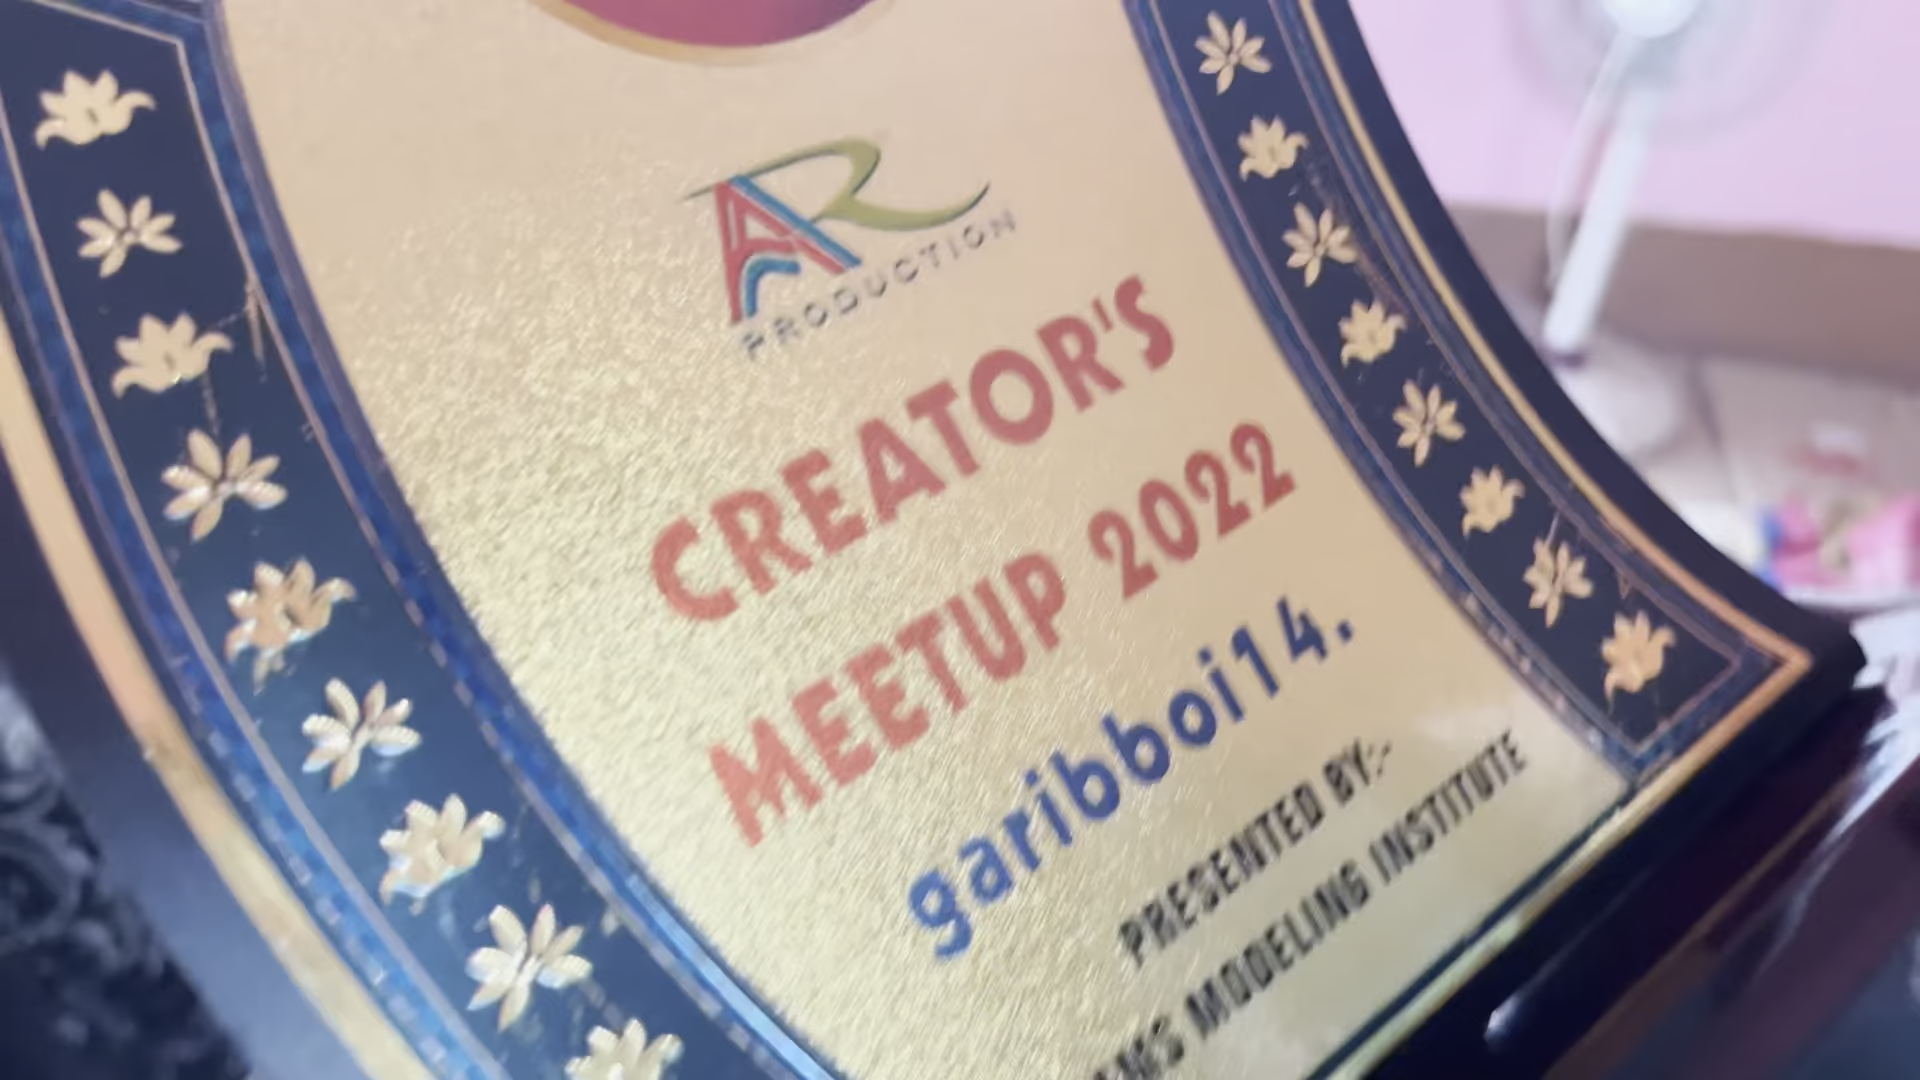 AR
PRODUCTION
CREATOR'S
MEETUP 2022
garibboi14.
PRESENTED BY:-
MODELING INSTITUTE